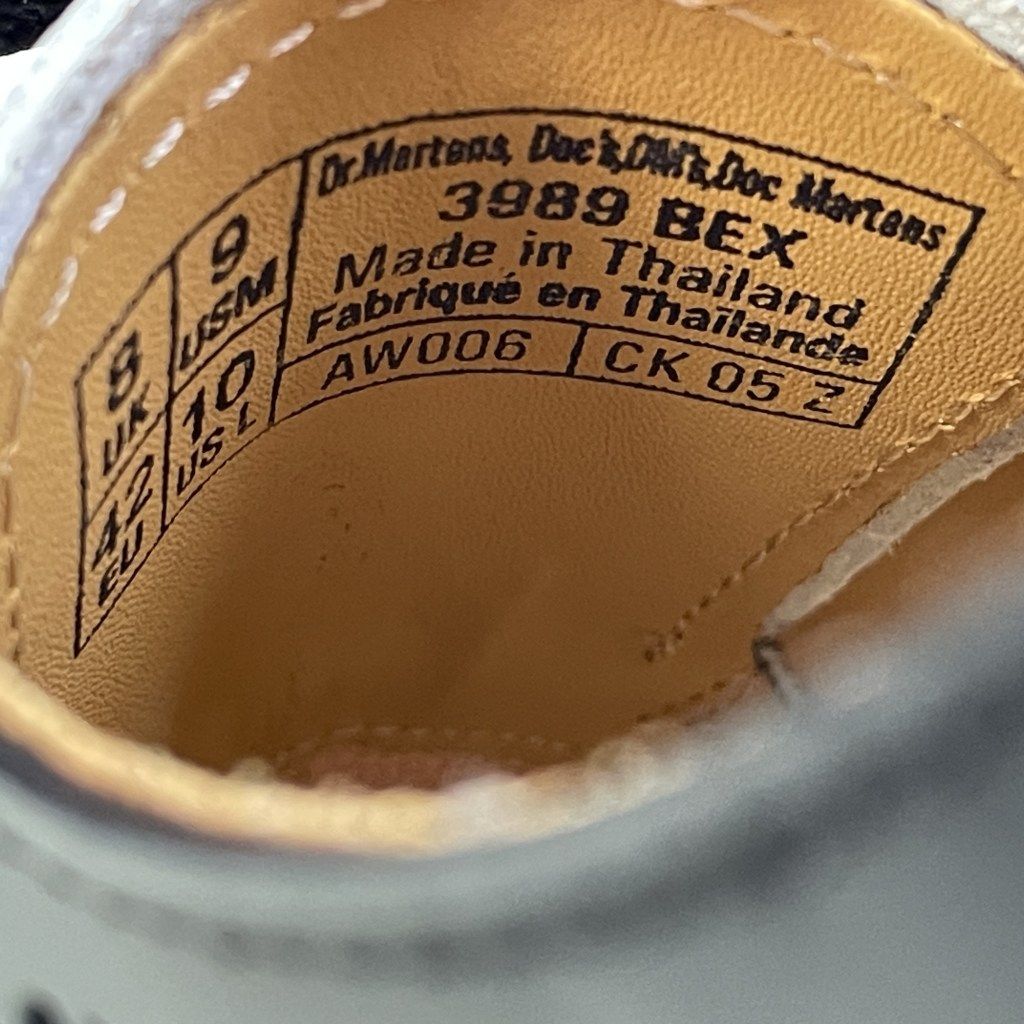 8
UK
42
EU
9
USM
10
US L
Dr.Martens, Doc's,DM's,Doc Martens
3989 BEX
Made in Thailand
Fabriqué en Thaïlande
AW006
CK 05 Z